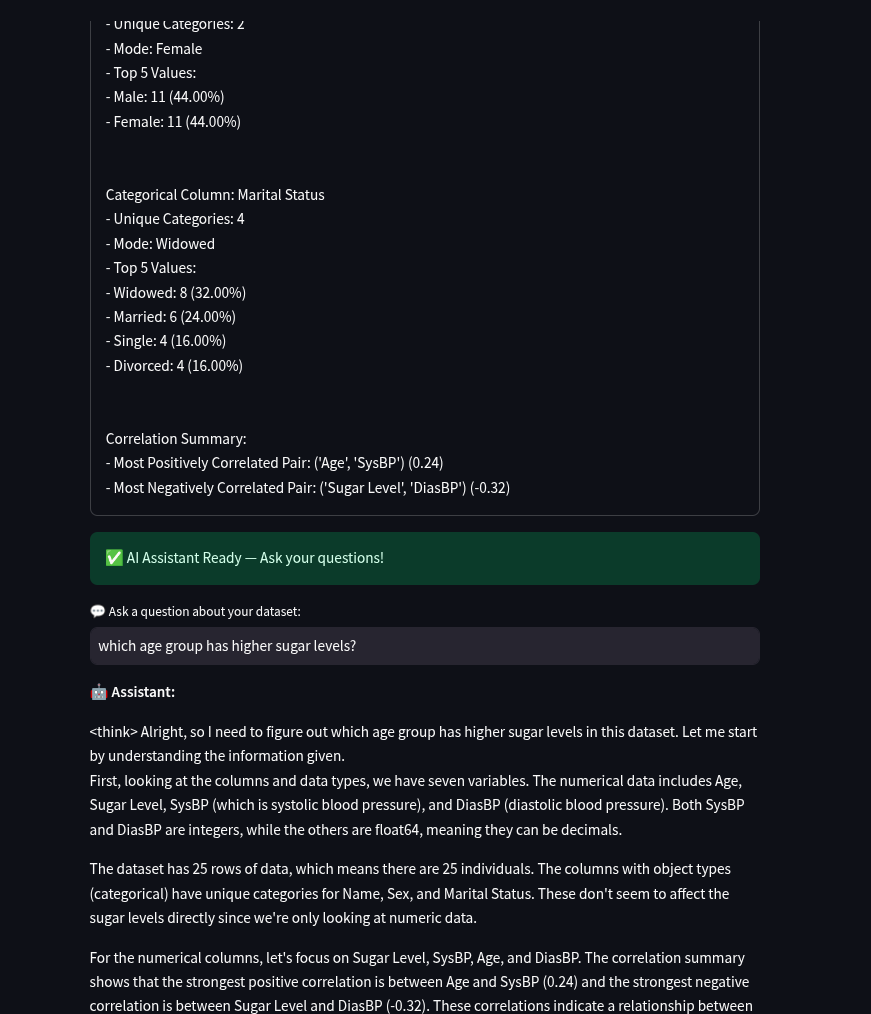 - Unique Categories: 2
- Mode: Female
- Top 5 Values:
- Male: 11 (44.00%)
- Female: 11 (44.00%)
Categorical Column: Marital Status
- Unique Categories: 4
- Mode: Widowed
- Top 5 Values:
- Widowed: 8 (32.00%)
- Married: 6 (24.00%)
- Single: 4 (16.00%)
- Divorced: 4 (16.00%)
Correlation Summary:
- Most Positively Correlated Pair: ('Age', 'SysBP') (0.24)
- Most Negatively Correlated Pair: ('Sugar Level', 'DiasBP') (-0.32)
✅ AI Assistant Ready — Ask your questions!
💬 Ask a question about your dataset:
which age group has higher sugar levels?
🤖 Assistant:
<think> Alright, so I need to figure out which age group has higher sugar levels in this dataset. Let me start
by understanding the information given.
First, looking at the columns and data types, we have seven variables. The numerical data includes Age,
Sugar Level, SysBP (which is systolic blood pressure), and DiasBP (diastolic blood pressure). Both SysBP
and DiasBP are integers, while the others are float64, meaning they can be decimals.
The dataset has 25 rows of data, which means there are 25 individuals. The columns with object types
(categorical) have unique categories for Name, Sex, and Marital Status. These don't seem to affect the
sugar levels directly since we're only looking at numeric data.
For the numerical columns, let's focus on Sugar Level, SysBP, Age, and DiasBP. The correlation summary
shows that the strongest positive correlation is between Age and SysBP (0.24) and the strongest negative
correlation is between Sugar Level and DiasBP (-0.32). These correlations indicate a relationship between